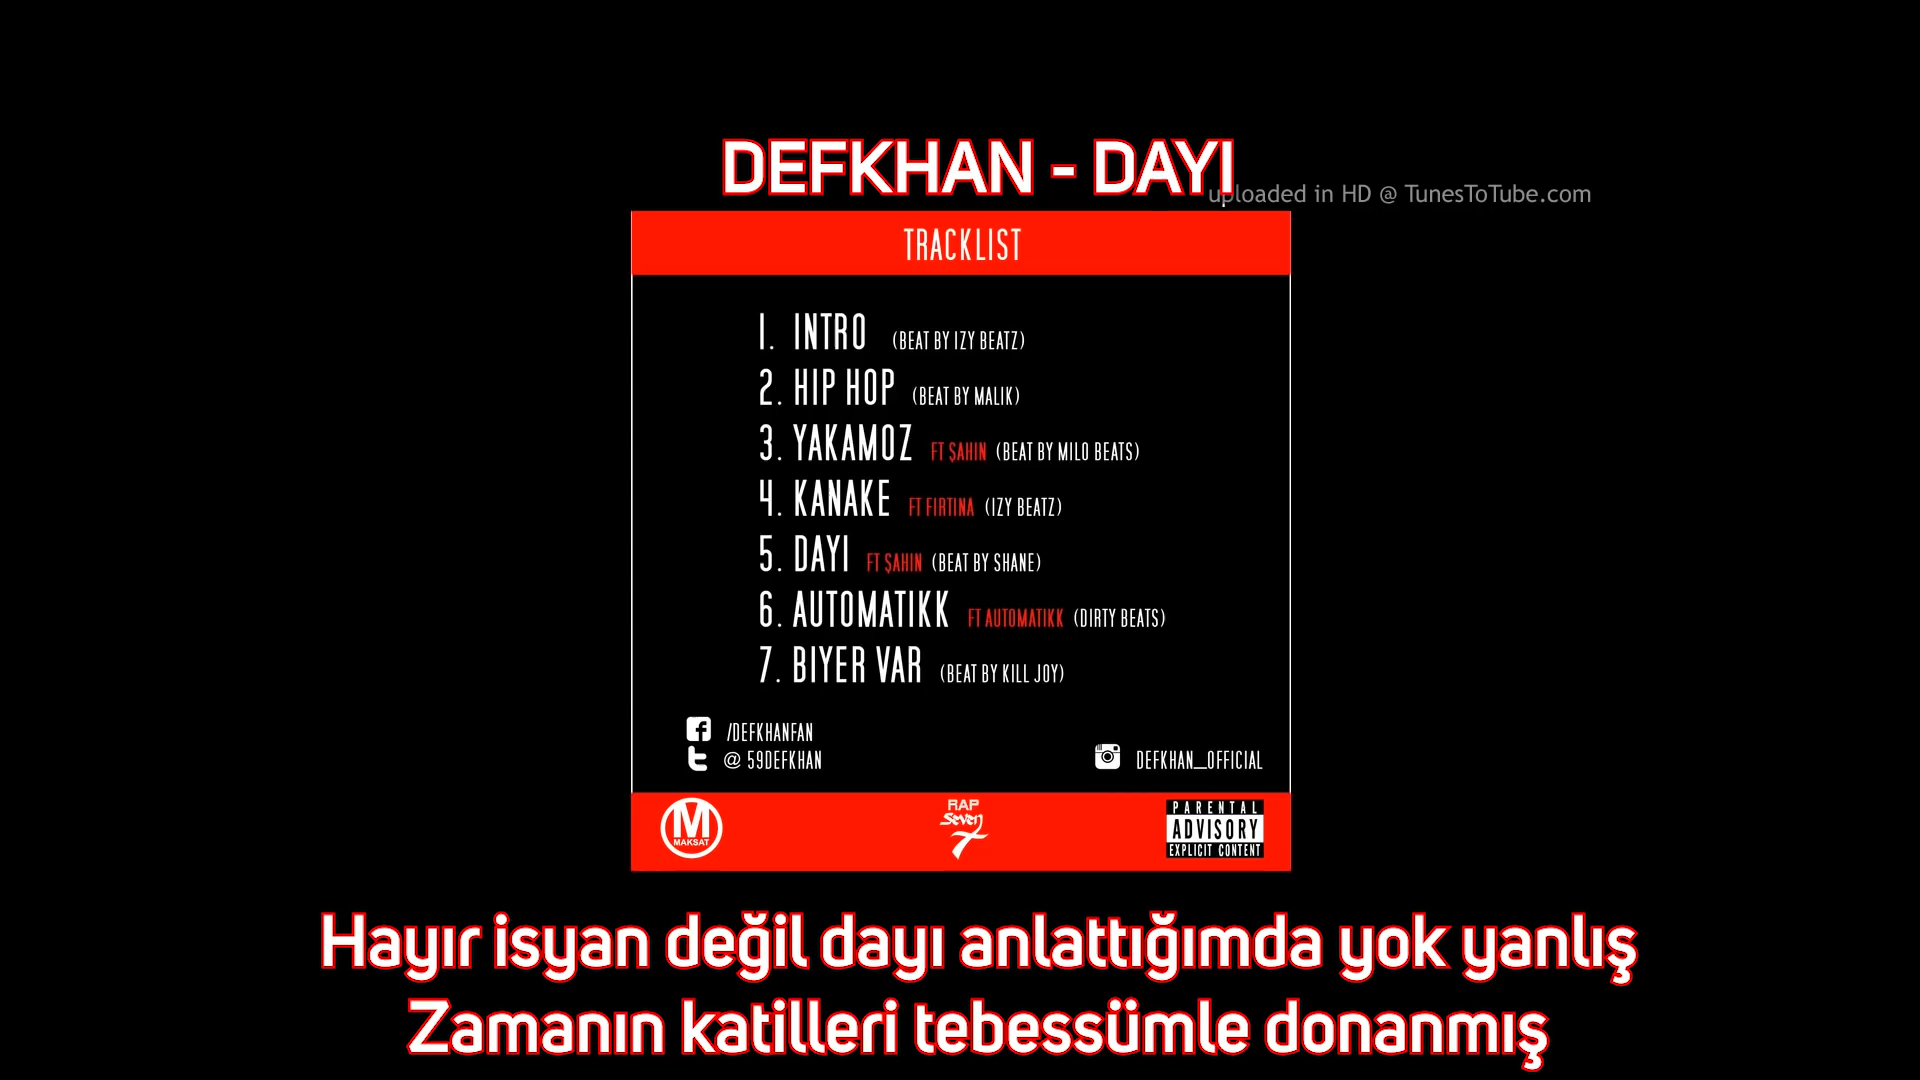 DEFKHAN - DAYI
uploaded in HD @ TunesToTube.com
TRACKLIST
1. INTRO (BEAT BY IZY BEATZ)
2. HIP HOP (BEAT BY MALIK)
3. YAKAMOZ FT ŞAHIN (BEAT BY MILO BEATS)
4. KANAKE FT FIRTINA (IZY BEATZ)
5. DAYI FT ŞAHIN (BEAT BY SHANE)
6. AUTOMATIKK FT AUTOMATIKK (DIRTY BEATS)
7. BIYER VAR (BEAT BY KILL JOY)
/DEFKHANFAN
@ 59DEFKHAN
DEFKHAN_OFFICIAL
M
MAKSAT
RAP
Seven
7
PARENTAL
ADVISORY
EXPLICIT CONTENT
Hayır isyan değil dayı anlattığımda yok yanlış
Zamanın katilleri tebessümle donanmış